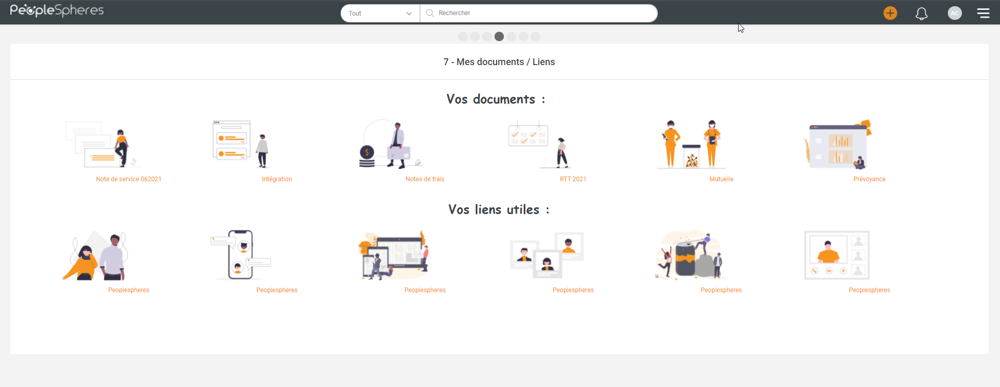 PeopleSpheres
Tout
Rechercher
AC
7 - Mes documents / Liens
Vos documents :
$
Note de service 062021
Intégration
Notes de frais
RTT 2021
Mutuelle
Prévoyance
Vos liens utiles :
Peoplespheres
Peoplespheres
Peoplespheres
Peoplespheres
Peoplespheres
Peoplespheres